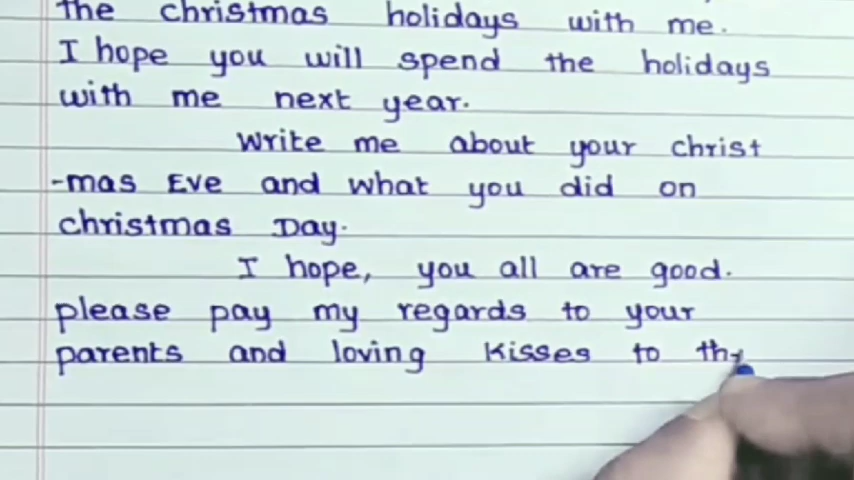 the christmas holidays with me.
I hope you will spend the holidays
with me next year.
Write me about your christ
-mas Eve and what you did on
christmas Day.
I hope, you all are good.
please pay my regards to your
parents and loving kisses to